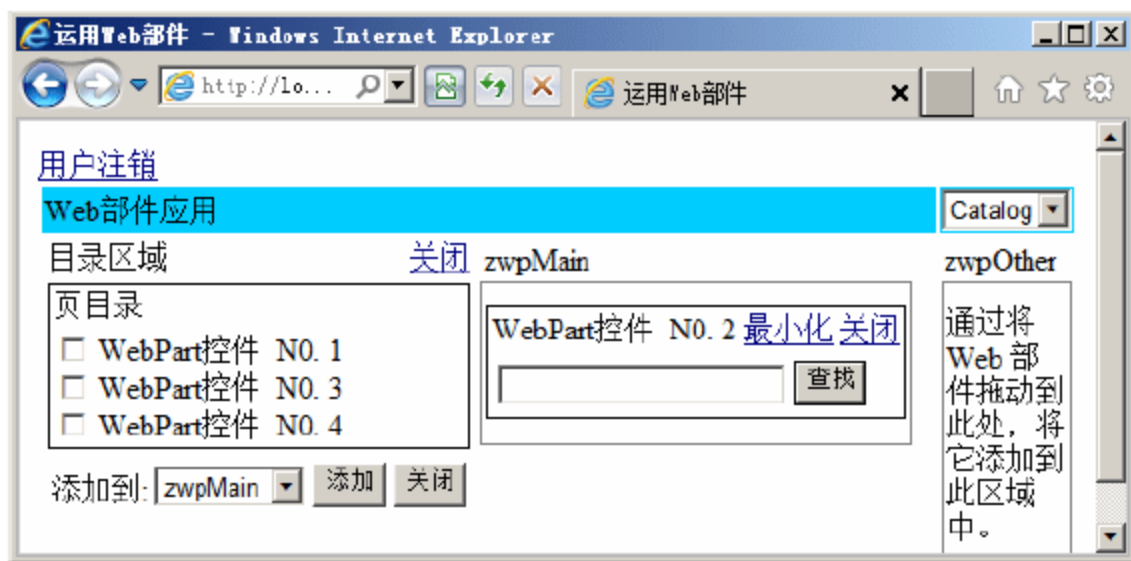 运用Web部件 - Windows Internet Explorer
http://lo...
运用Web部件
用户注销
Web部件应用
Catalog
目录区域 关闭
页目录
WebPart控件 N0. 1
WebPart控件 N0. 3
WebPart控件 N0. 4
添加到: zwpMain 添加 关闭
zwpMain
WebPart控件 N0. 2 最小化 关闭
查找
zwpOther
通过将
Web 部
件拖动到
此处，将
它添加到
此区域
中。